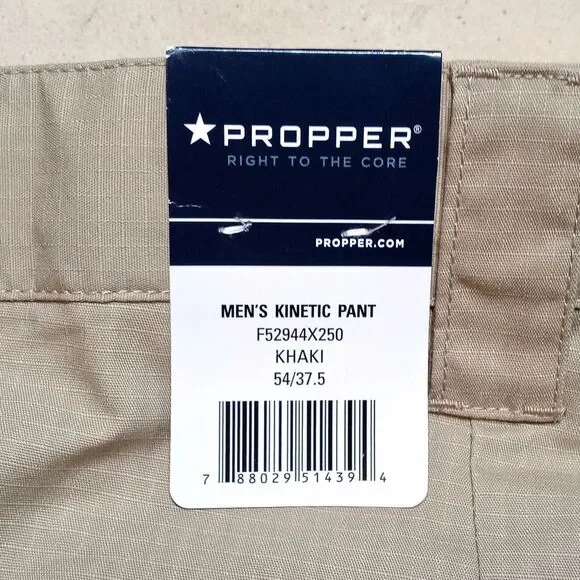 ★PROPPER®
RIGHT TO THE CORE
PROPPER.COM
MEN'S KINETIC PANT
F52944X250
KHAKI
54/37.5
7 88029 51439 4